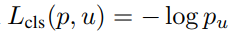 L_cls(p, u) = − log p_u